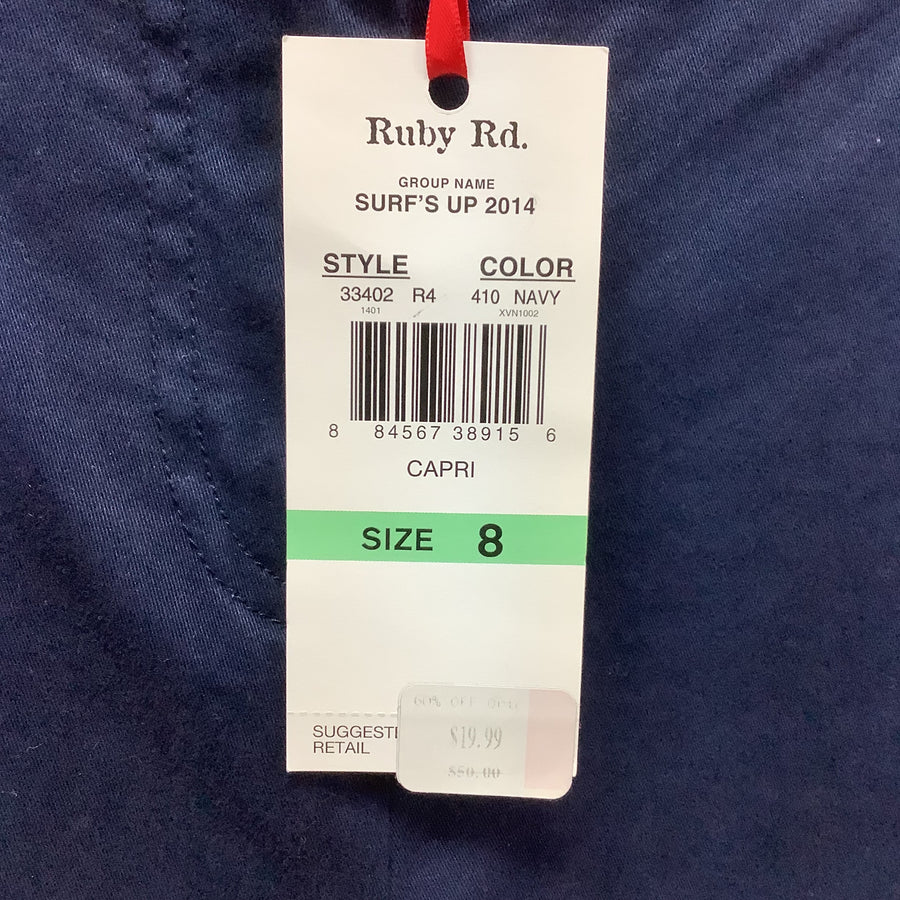 Ruby Rd.
GROUP NAME
SURF'S UP 2014
STYLE COLOR
33402 R4 410 NAVY
1401 XVN1002
8 84567 38915 6
CAPRI
SIZE 8
60% OFF
SUGGESTE
RETAIL
$19.99
$50.00